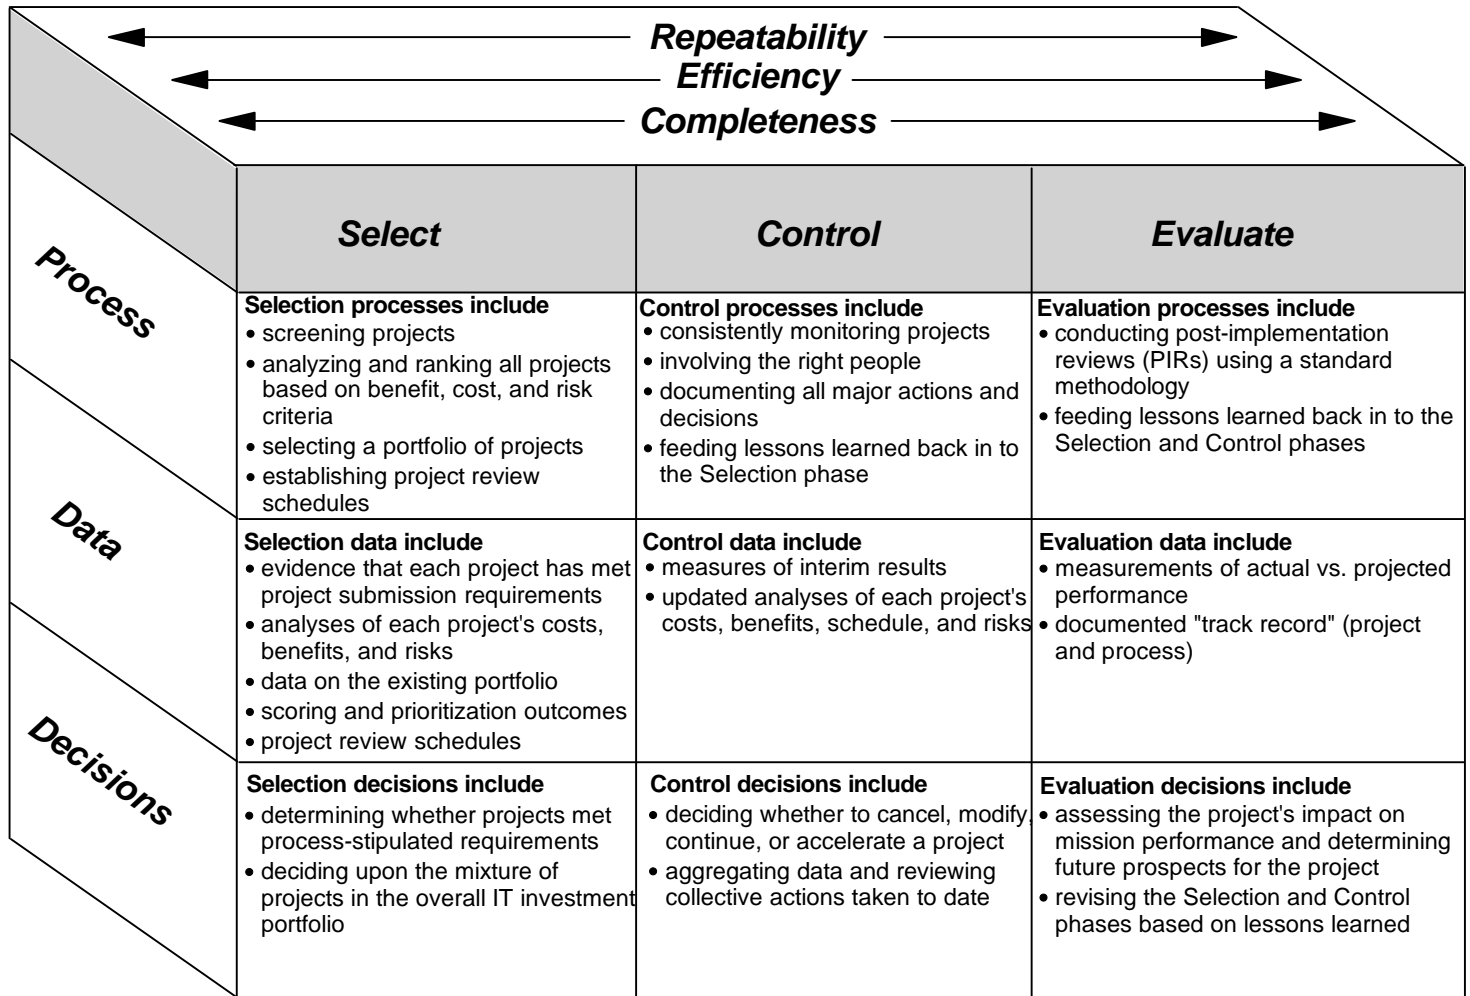 Repeatability
Efficiency
Completeness
Select
Control
Evaluate
Process
Selection processes include
• screening projects
• analyzing and ranking all projects
based on benefit, cost, and risk
criteria
• selecting a portfolio of projects
• establishing project review
schedules
Control processes include
• consistently monitoring projects
• involving the right people
• documenting all major actions and
decisions
• feeding lessons learned back in to
the Selection phase
Evaluation processes include
• conducting post-implementation
reviews (PIRs) using a standard
methodology
• feeding lessons learned back in to the
Selection and Control phases
Data
Selection data include
• evidence that each project has met
project submission requirements
• analyses of each project's costs,
benefits, and risks
• data on the existing portfolio
• scoring and prioritization outcomes
• project review schedules
Control data include
• measures of interim results
• updated analyses of each project's
costs, benefits, schedule, and risks
Evaluation data include
• measurements of actual vs. projected
performance
• documented "track record" (project
and process)
Decisions
Selection decisions include
• determining whether projects met
process-stipulated requirements
• deciding upon the mixture of
projects in the overall IT investment
portfolio
Control decisions include
• deciding whether to cancel, modify,
continue, or accelerate a project
• aggregating data and reviewing
collective actions taken to date
Evaluation decisions include
• assessing the project's impact on
mission performance and determining
future prospects for the project
• revising the Selection and Control
phases based on lessons learned